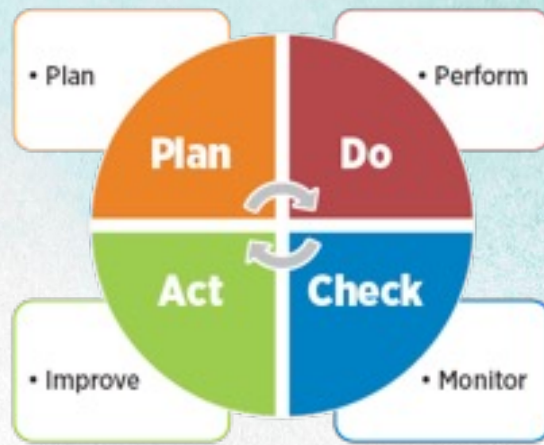 • Plan
• Perform
Plan
Do
Act
Check
• Improve
• Monitor